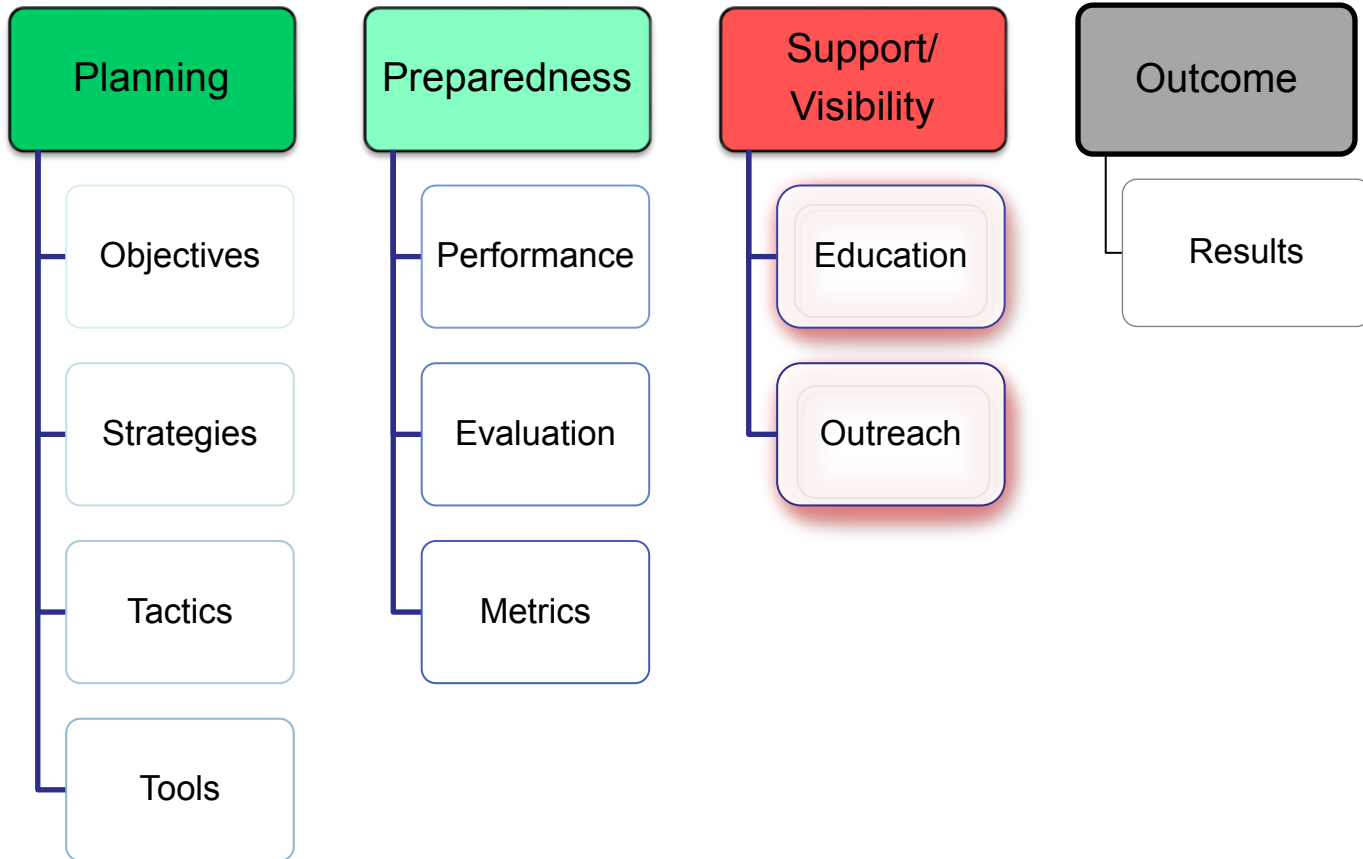 Planning
Objectives
Strategies
Tactics
Tools
Preparedness
Performance
Evaluation
Metrics
Support/
Visibility
Education
Outreach
Outcome
Results